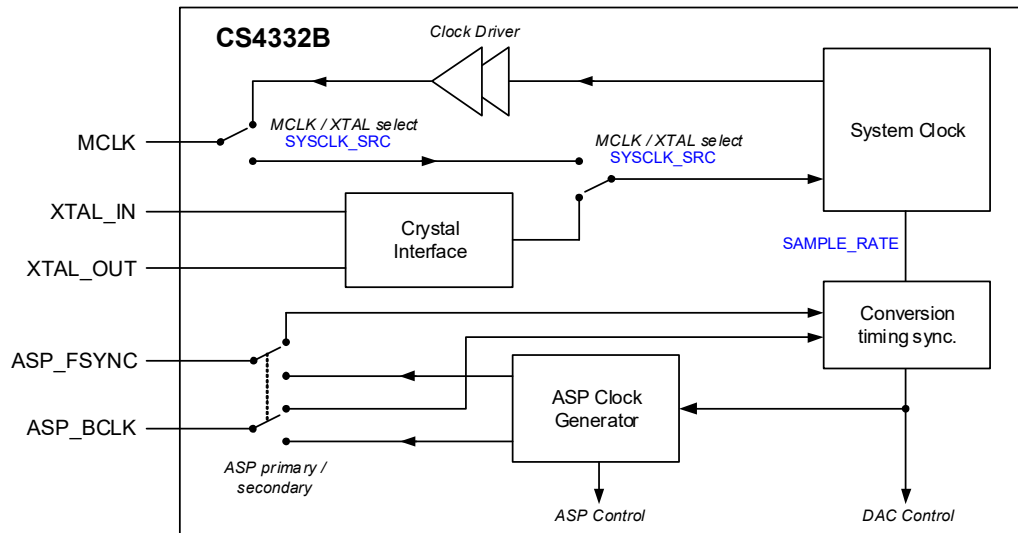 CS4332B
Clock Driver
MCLK
MCLK / XTAL select
SYSCLK_SRC
MCLK / XTAL select
SYSCLK_SRC
System Clock
XTAL_IN
XTAL_OUT
Crystal
Interface
SAMPLE_RATE
Conversion
timing sync.
ASP_FSYNC
ASP_BCLK
ASP Clock
Generator
ASP primary /
secondary
ASP Control
DAC Control